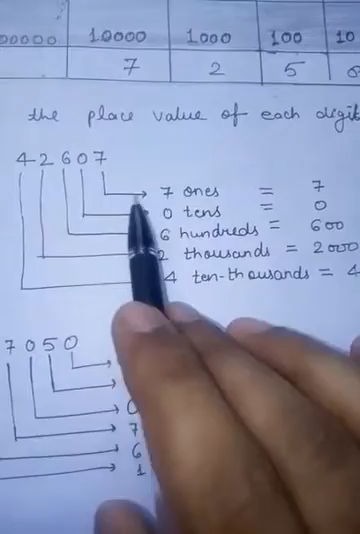 00000 10000 1000 100 10
7 2 5
the place value of each digit
42607
7 ones = 7
0 tens = 0
6 hundreds = 600
2 thousands = 2000
4 ten-thousands = 4
7050
0
7
6
1